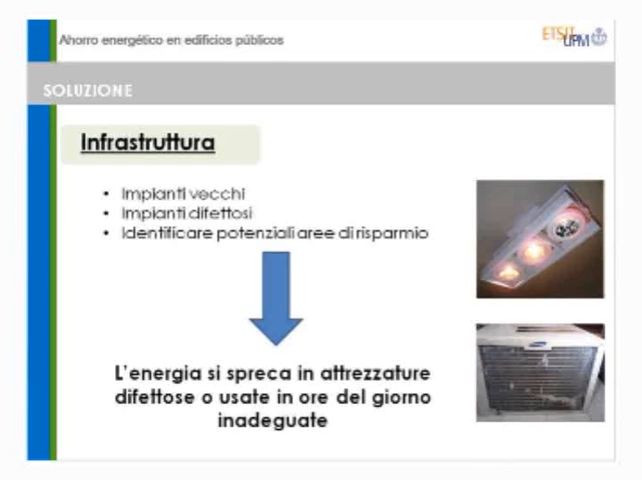 Ahorro energético en edificios públicos
ETSIT
UPM
SOLUZIONE
Infrastruttura
• Impianti vecchi
• Impianti difettosi
• Identificare potenziali aree di risparmio
L'energia si spreca in attrezzature
difettose o usate in ore del giorno
inadeguate